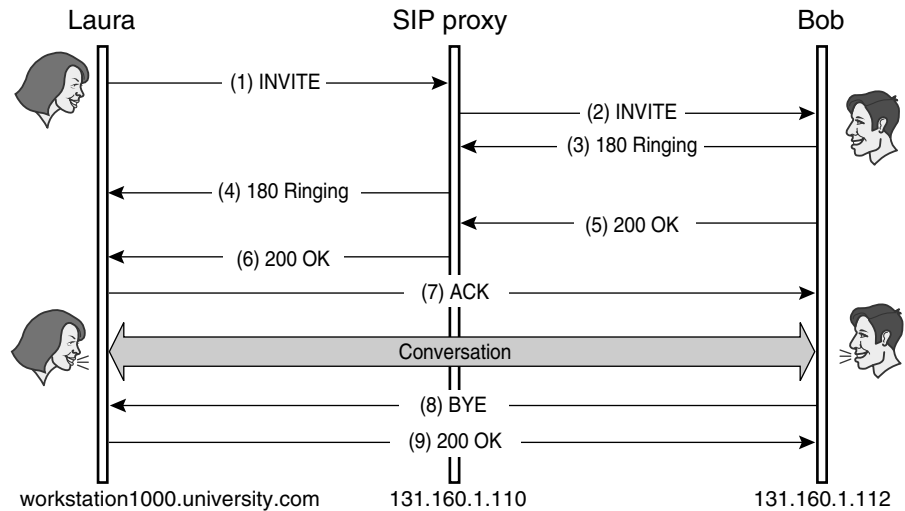 Laura SIP proxy Bob
(1) INVITE
(2) INVITE
(3) 180 Ringing
(4) 180 Ringing
(5) 200 OK
(6) 200 OK
(7) ACK
Conversation
(8) BYE
(9) 200 OK
workstation1000.university.com 131.160.1.110 131.160.1.112